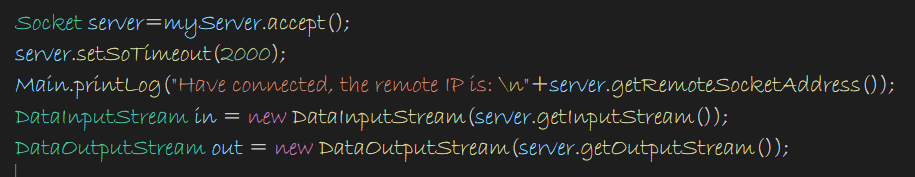 Socket server=myServer.accept();
server.setSoTimeout(2000);
Main.printLog("Have connected, the remote IP is: \n"+server.getRemoteSocketAddress());
DataInputStream in = new DataInputStream(server.getInputStream());
DataOutputStream out = new DataOutputStream(server.getOutputStream());